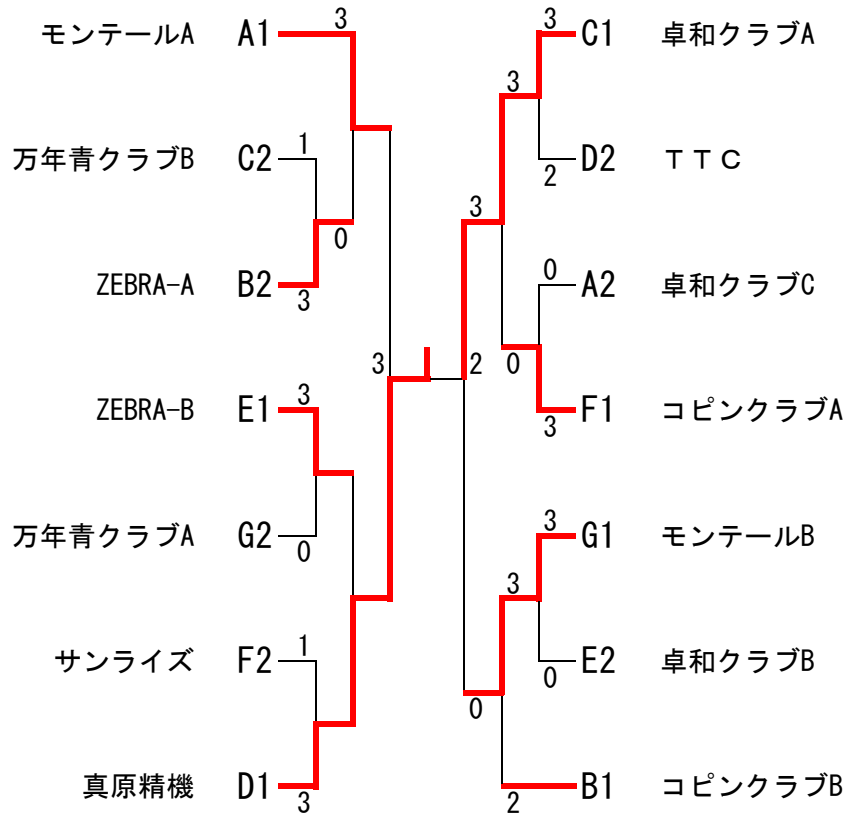 モンテールA A1 3 3 C1 卓和クラブA
3
万年青クラブB C2 1 2 D2 ＴＴＣ
3
0 0
ZEBRA-A B2 3 A2 卓和クラブC
3 2 0
ZEBRA-B E1 3 3 F1 コピンクラブA
万年青クラブA G2 0 3 G1 モンテールB
3
サンライズ F2 1 0 E2 卓和クラブB
0
真原精機 D1 3 2 B1 コピンクラブB